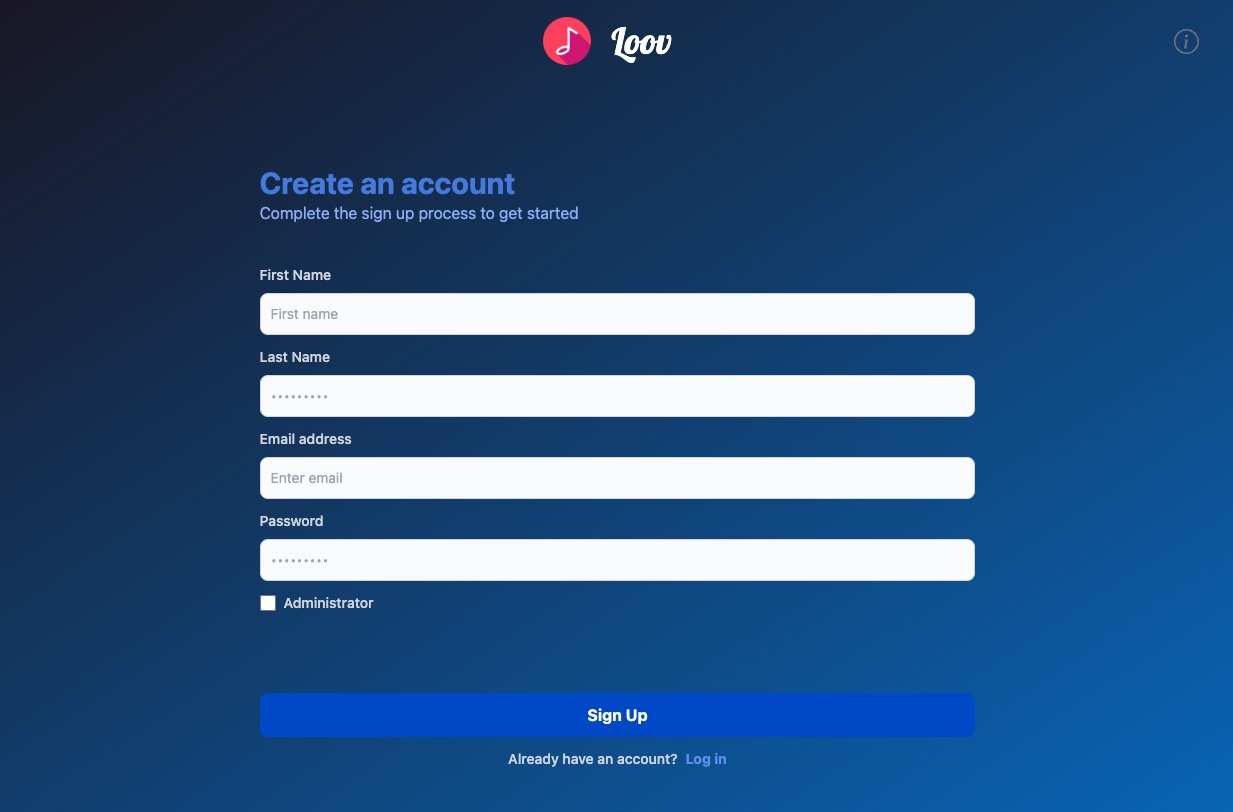 Loov
i
Create an account
Complete the sign up process to get started
First Name
First name
Last Name
•••••••••
Email address
Enter email
Password
•••••••••
Administrator
Sign Up
Already have an account? Log in